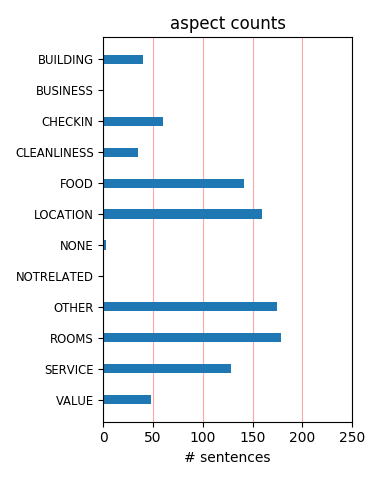 aspect counts
BUILDING
BUSINESS
CHECKIN
CLEANLINESS
FOOD
LOCATION
NONE
NOTRELATED
OTHER
ROOMS
SERVICE
VALUE
0 50 100 150 200 250
# sentences